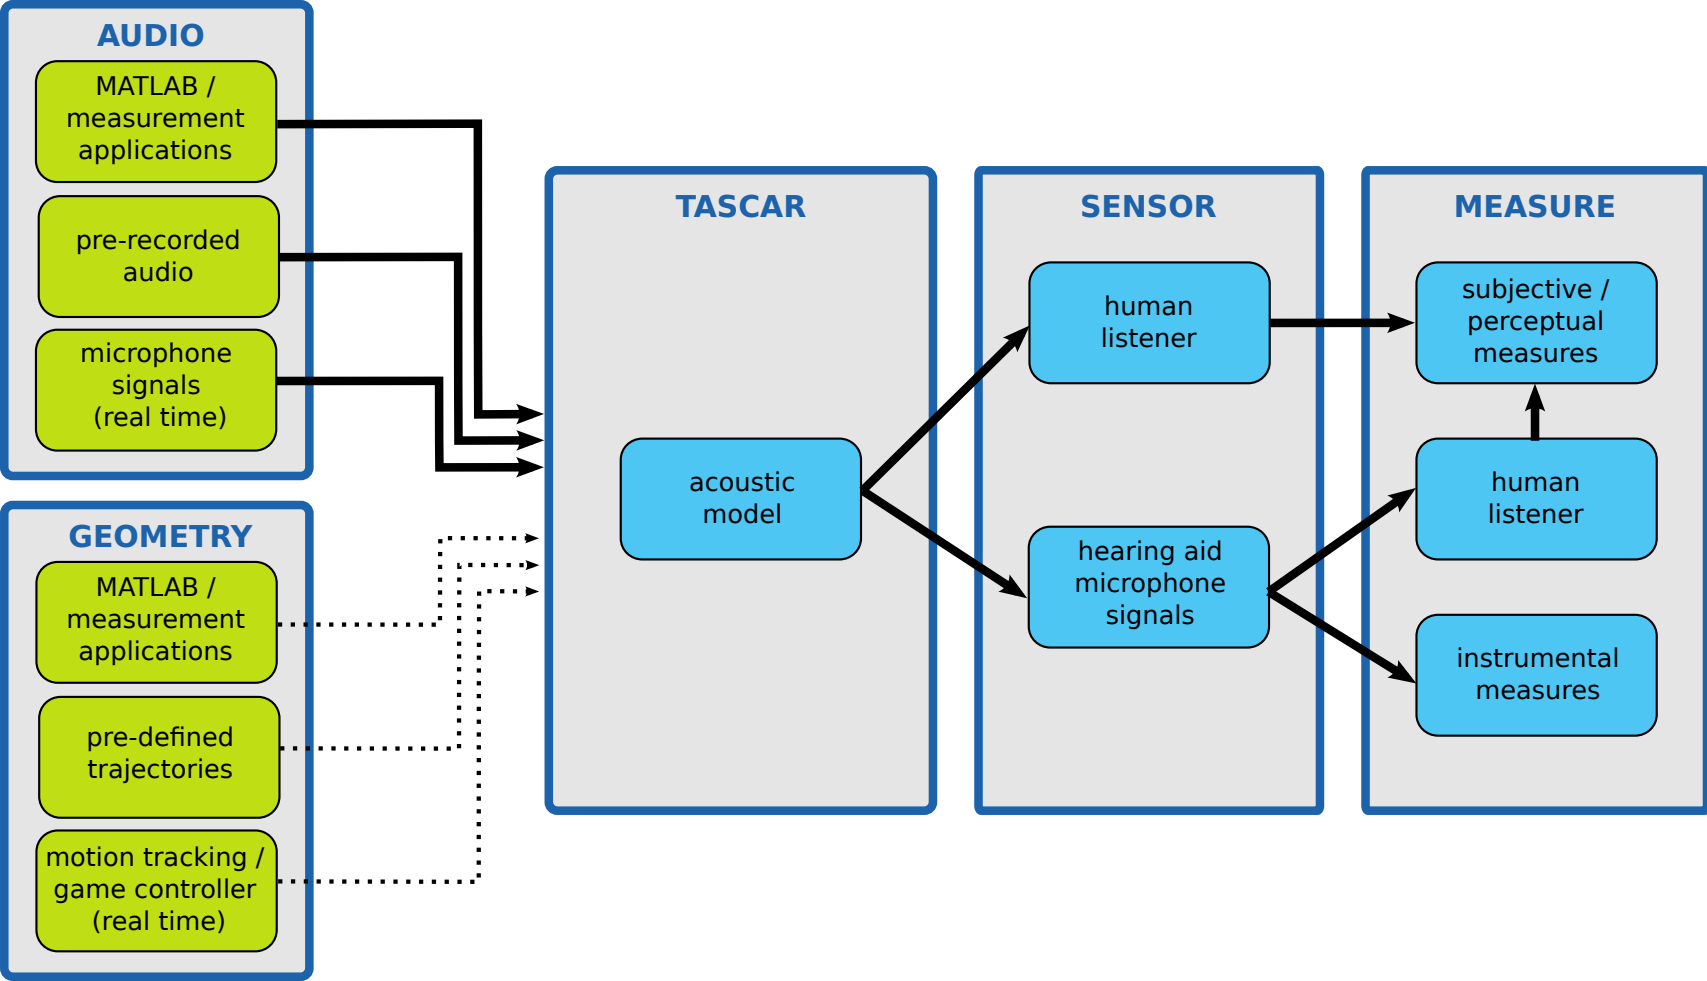 AUDIO
MATLAB /
measurement
applications
pre-recorded
audio
microphone
signals
(real time)
GEOMETRY
MATLAB /
measurement
applications
pre-defined
trajectories
motion tracking /
game controller
(real time)
TASCAR
acoustic
model
SENSOR
human
listener
hearing aid
microphone
signals
MEASURE
subjective /
perceptual
measures
human
listener
instrumental
measures